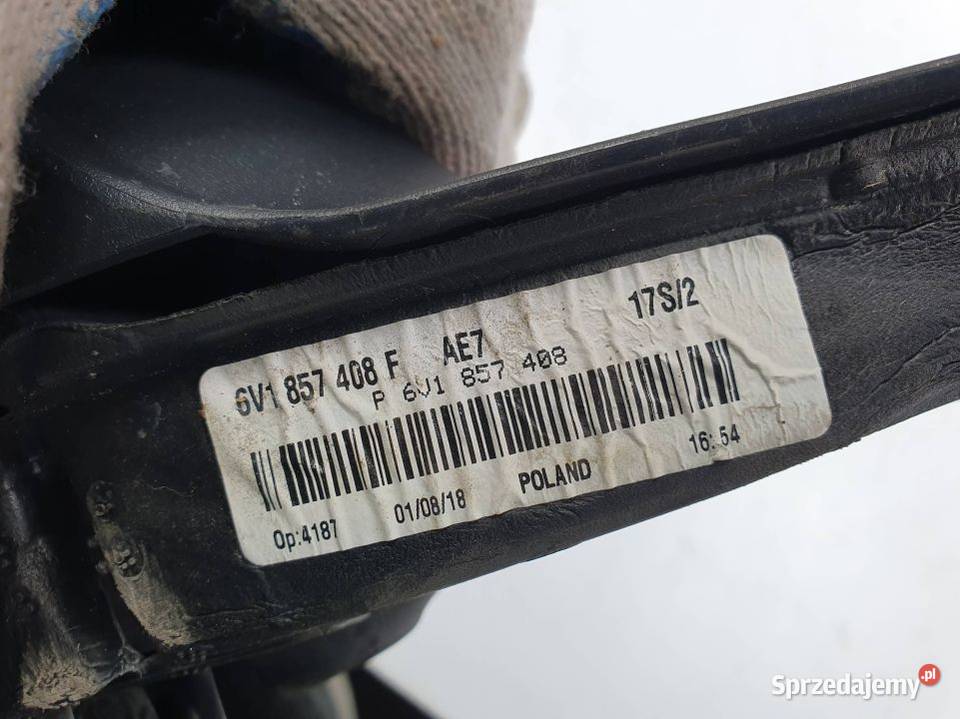 6V1 857 408 F AE7 17S/2
P 6V1 857 408
Op:4187 01/08/18 POLAND 16:54
Sprzedajemy.pl